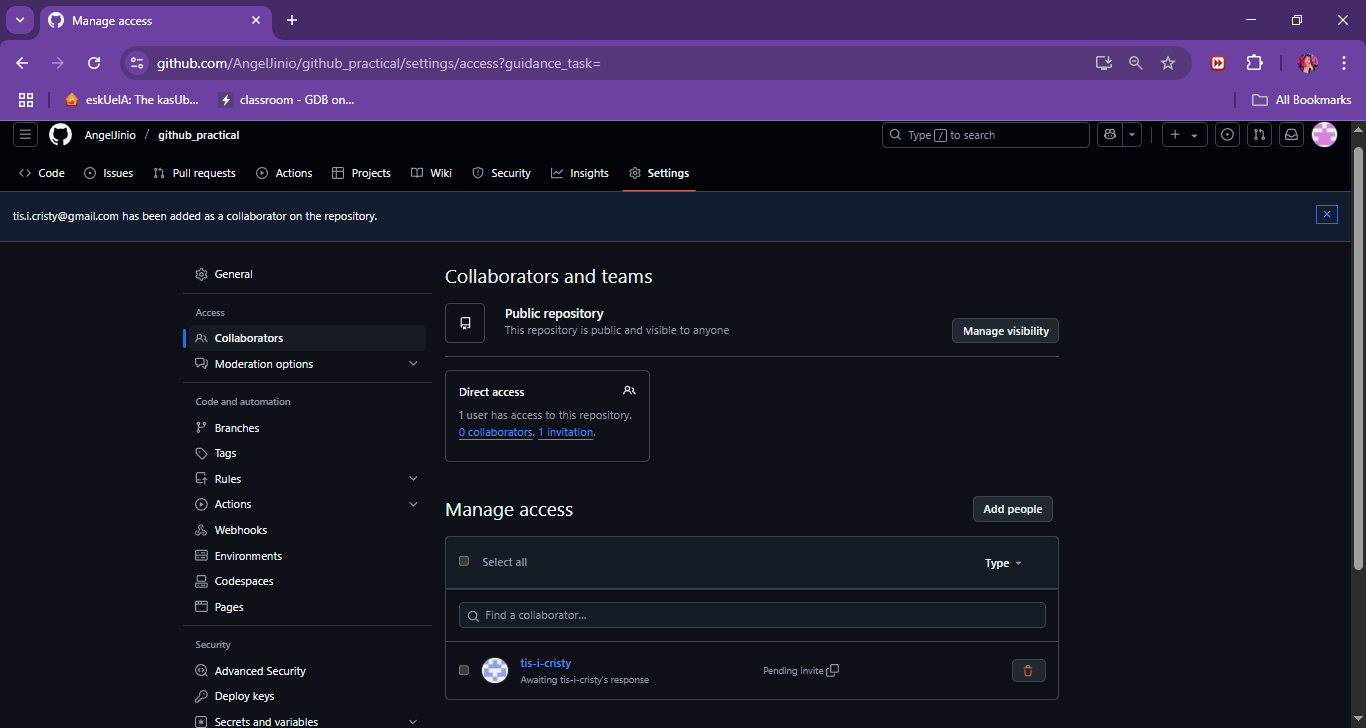 Manage access
github.com/AngelJinio/github_practical/settings/access?guidance_task=
eskUeIA: The kasUb...
classroom - GDB on...
All Bookmarks
AngelJinio / github_practical
Type / to search
Code
Issues
Pull requests
Actions
Projects
Wiki
Security
Insights
Settings
tis.i.cristy@gmail.com has been added as a collaborator on the repository.
General
Access
Collaborators
Moderation options
Code and automation
Branches
Tags
Rules
Actions
Webhooks
Environments
Codespaces
Pages
Security
Advanced Security
Deploy keys
Secrets and variables
Collaborators and teams
Public repository
This repository is public and visible to anyone
Manage visibility
Direct access
1 user has access to this repository.
0 collaborators. 1 invitation.
Manage access
Add people
Select all
Type
Find a collaborator...
tis-i-cristy
Awaiting tis-i-cristy's response
Pending Invite